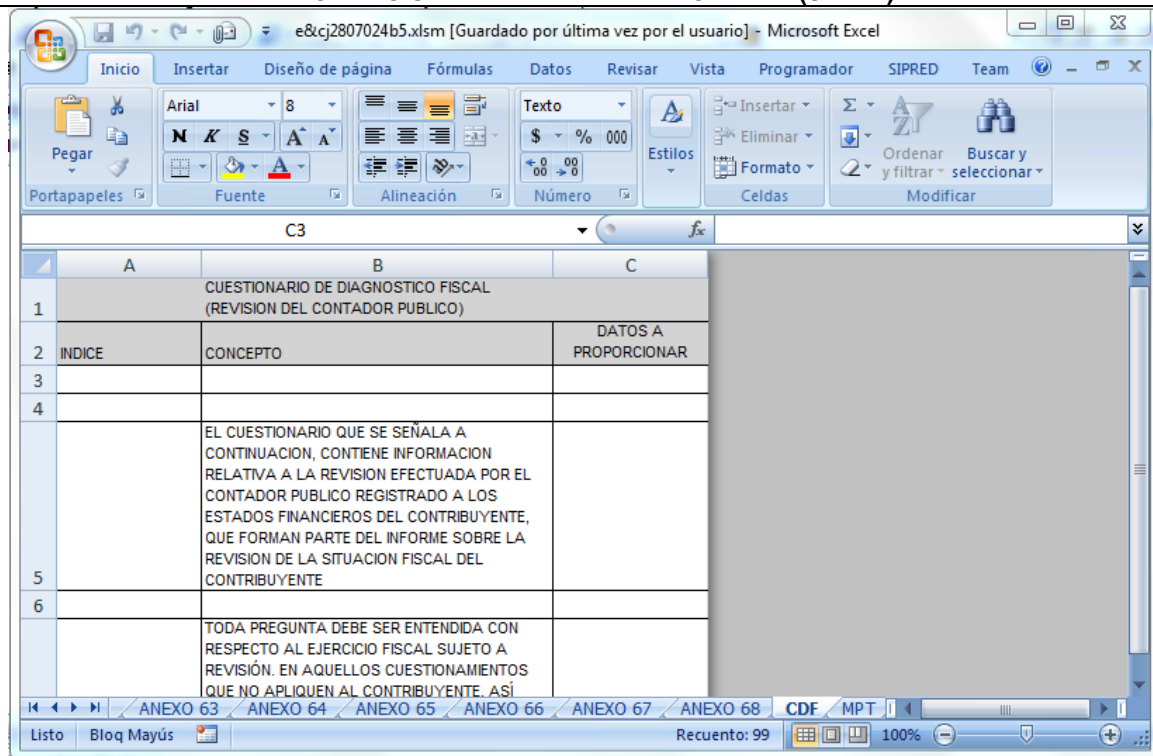 e&cj2807024b5.xlsm [Guardado por última vez por el usuario] - Microsoft Excel
Inicio Insertar Diseño de página Fórmulas Datos Revisar Vista Programador SIPRED Team
Pegar
Portapapeles
Arial 8
N K S A A
A
Fuente
Alineación
Texto
$ % 000
Número
Estilos
Insertar
Eliminar
Formato
Celdas
Σ
Ordenar y filtrar
Buscar y seleccionar
Modificar
C3 fx
A B C
1 CUESTIONARIO DE DIAGNOSTICO FISCAL
(REVISION DEL CONTADOR PUBLICO)
2 INDICE CONCEPTO DATOS A
PROPORCIONAR
3
4
EL CUESTIONARIO QUE SE SEÑALA A
CONTINUACION, CONTIENE INFORMACION
RELATIVA A LA REVISION EFECTUADA POR EL
CONTADOR PUBLICO REGISTRADO A LOS
ESTADOS FINANCIEROS DEL CONTRIBUYENTE,
QUE FORMAN PARTE DEL INFORME SOBRE LA
REVISION DE LA SITUACION FISCAL DEL
5 CONTRIBUYENTE
6
TODA PREGUNTA DEBE SER ENTENDIDA CON
RESPECTO AL EJERCICIO FISCAL SUJETO A
REVISIÓN. EN AQUELLOS CUESTIONAMIENTOS
QUE NO APLIQUEN AL CONTRIBUYENTE, ASÍ
ANEXO 63 ANEXO 64 ANEXO 65 ANEXO 66 ANEXO 67 ANEXO 68 CDF MPT
Listo Bloq Mayús Recuento: 99 100%